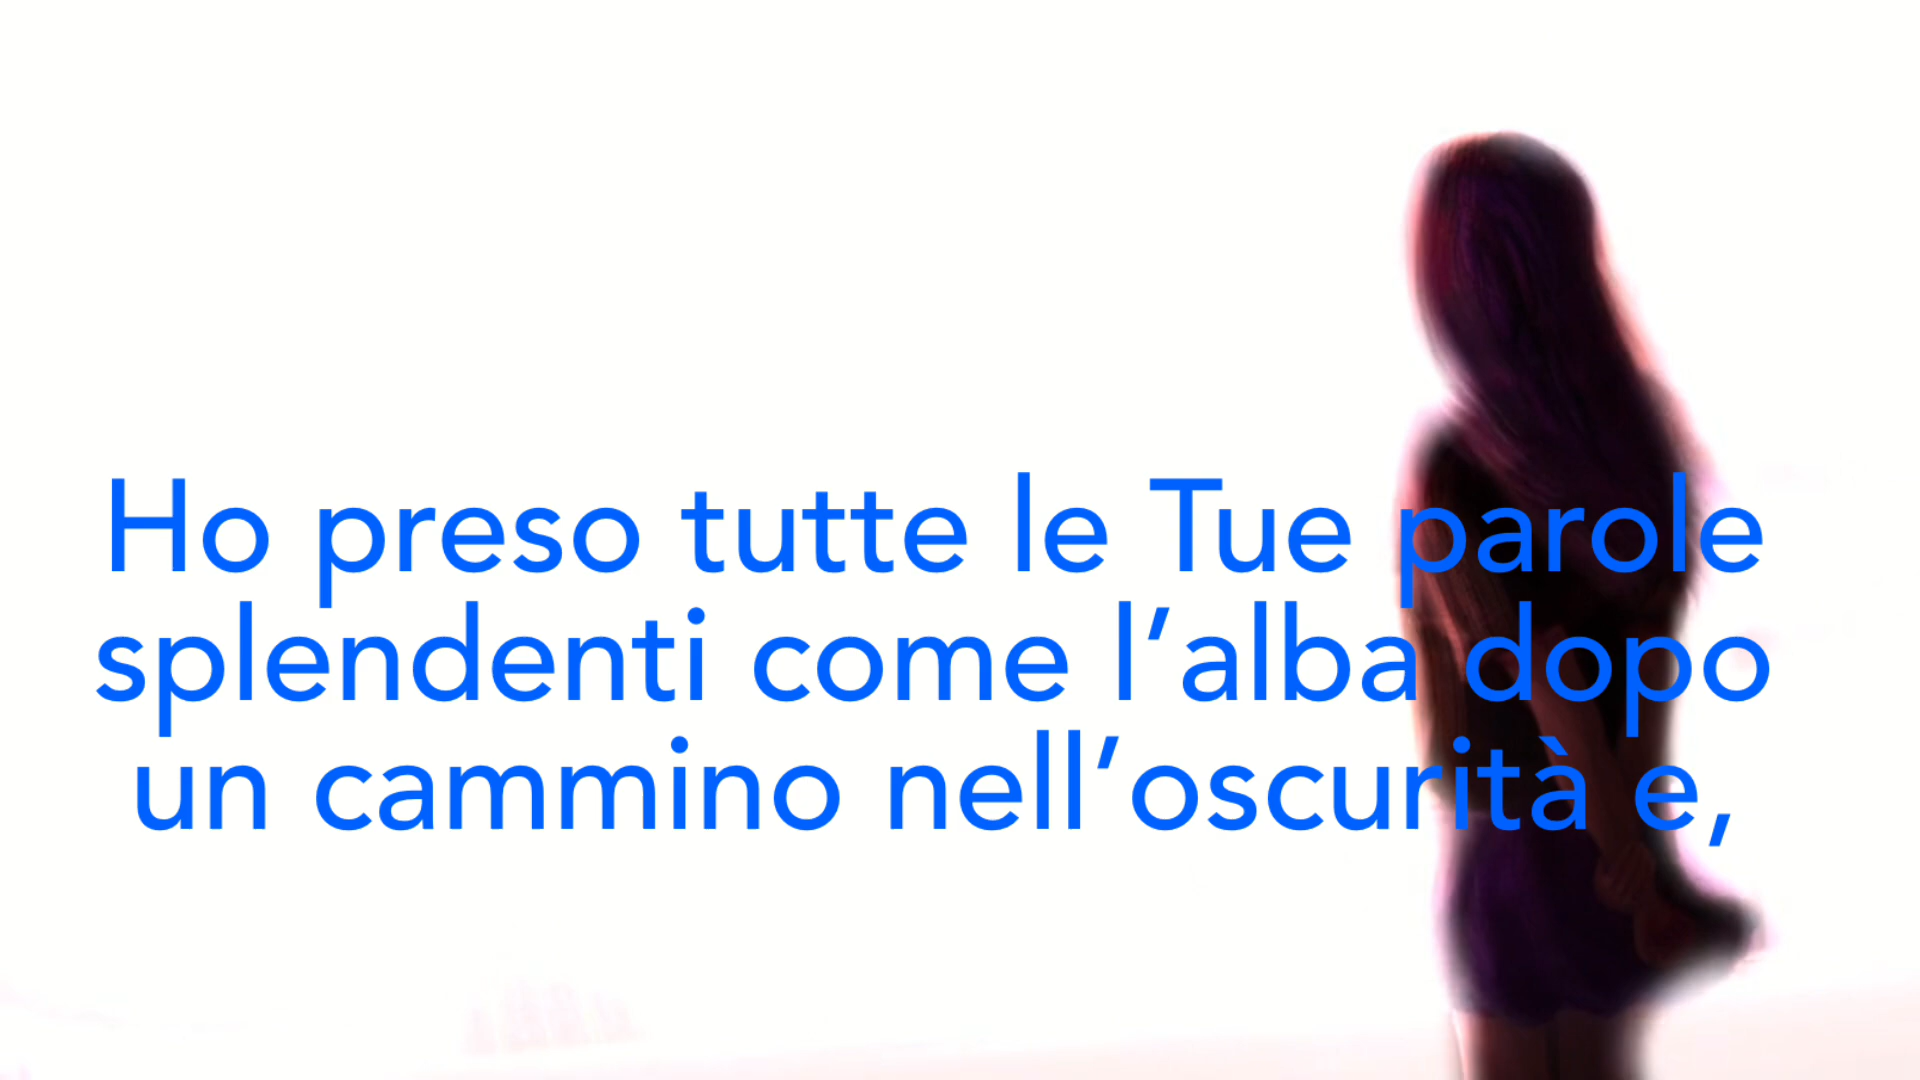 Ho preso tutte le Tue parole
splendenti come l’alba dopo
un cammino nell’oscurità e,